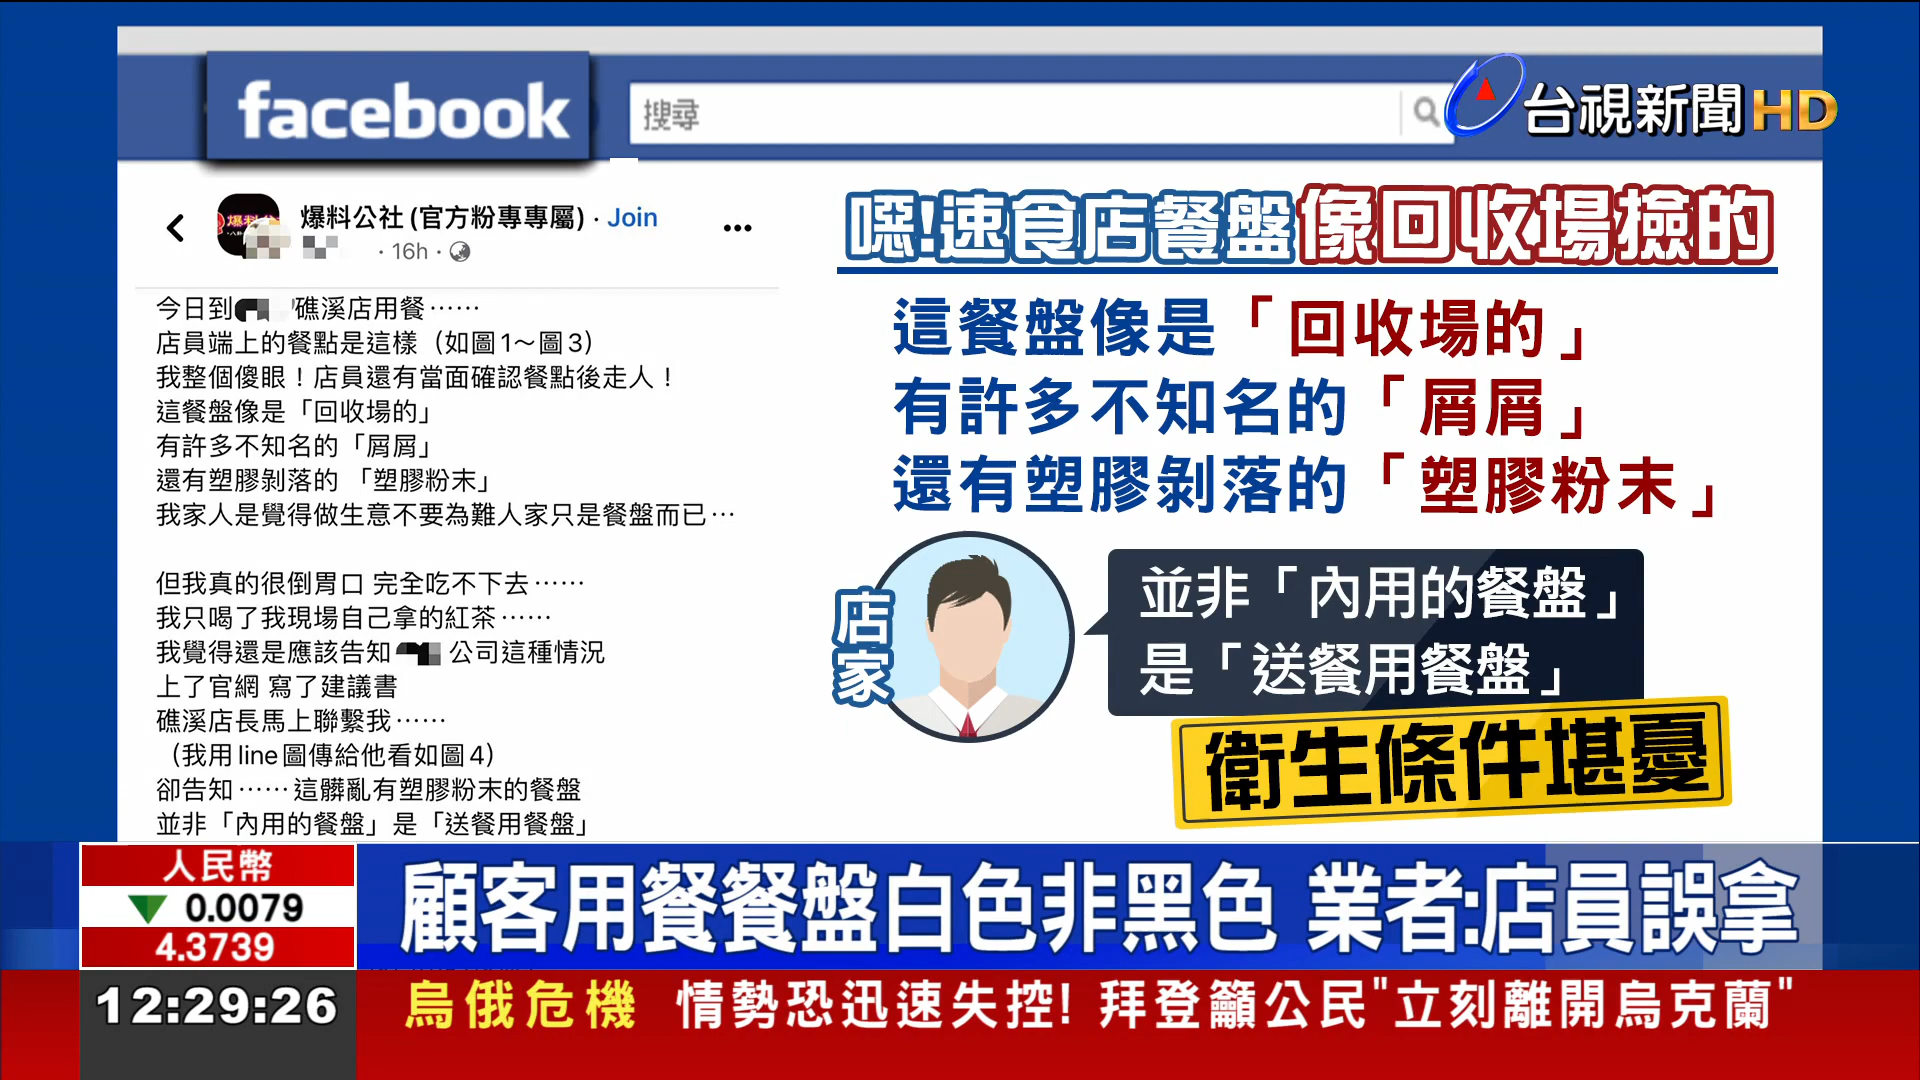 facebook
搜尋
台視新聞HD
爆料公社 (官方粉專專屬) · Join
· 16h ·
今日到 礁溪店用餐⋯⋯
店員端上的餐點是這樣（如圖1～圖3）
我整個傻眼！店員還有當面確認餐點後走人！
這餐盤像是「回收場的」
有許多不知名的「屑屑」
還有塑膠剝落的 「塑膠粉末」
我家人是覺得做生意不要為難人家只是餐盤而已⋯
但我真的很倒胃口 完全吃不下去⋯⋯
我只喝了我現場自己拿的紅茶⋯⋯
我覺得還是應該告知 公司這種情況
上了官網 寫了建議書
礁溪店長馬上聯繫我⋯⋯
（我用line圖傳給他看如圖4）
卻告知⋯⋯這髒亂有塑膠粉末的餐盤
並非「內用的餐盤」是「送餐用餐盤」
噁!速食店餐盤像回收場撿的
這餐盤像是「回收場的」
有許多不知名的「屑屑」
還有塑膠剝落的「塑膠粉末」
店家
並非「內用的餐盤」
是「送餐用餐盤」
衛生條件堪憂
人民幣
▼ 0.0079
4.3739
顧客用餐餐盤白色非黑色 業者:店員誤拿
12:29:26
烏俄危機 情勢恐迅速失控! 拜登籲公民"立刻離開烏克蘭"